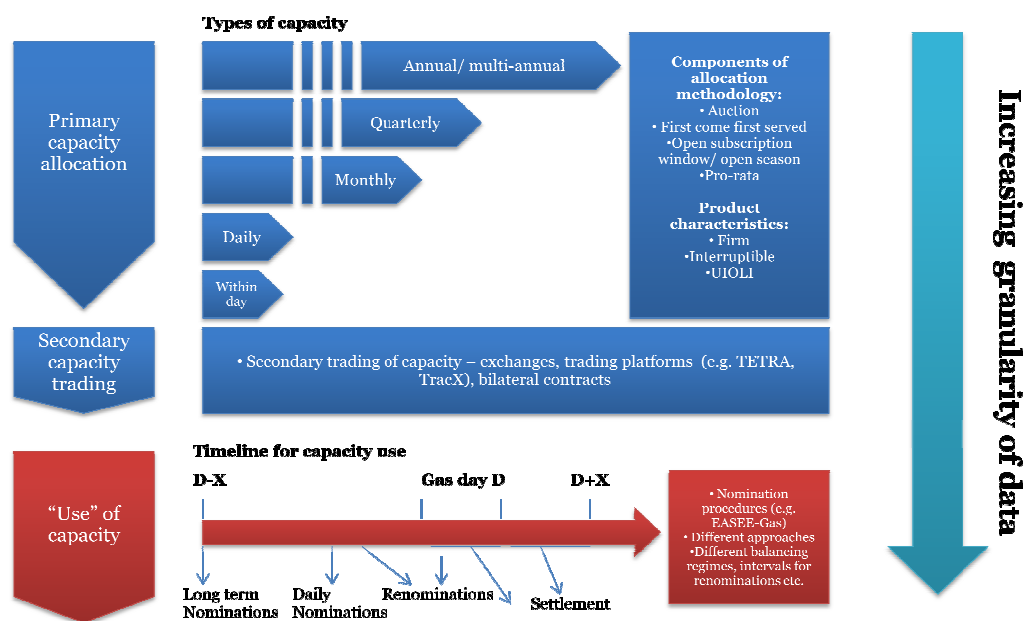 Types of capacity
Primary
capacity
allocation
Annual/ multi-annual
Quarterly
Monthly
Daily
Within
day
Components of
allocation
methodology:
• Auction
• First come first served
•Open subscription
window/ open season
•Pro-rata
Product
characteristics:
• Firm
•Interruptible
•UIOLI
Secondary
capacity
trading
• Secondary trading of capacity – exchanges, trading platforms (e.g. TETRA,
TracX), bilateral contracts
“Use” of
capacity
Timeline for capacity use
D-X
Gas day D
D+X
Long term
Nominations
Daily
Nominations
Renominations
Settlement
• Nomination
procedures (e.g.
EASEE-Gas)
• Different approaches
•Different balancing
regimes, intervals for
renominations etc.
Increasing granularity of data